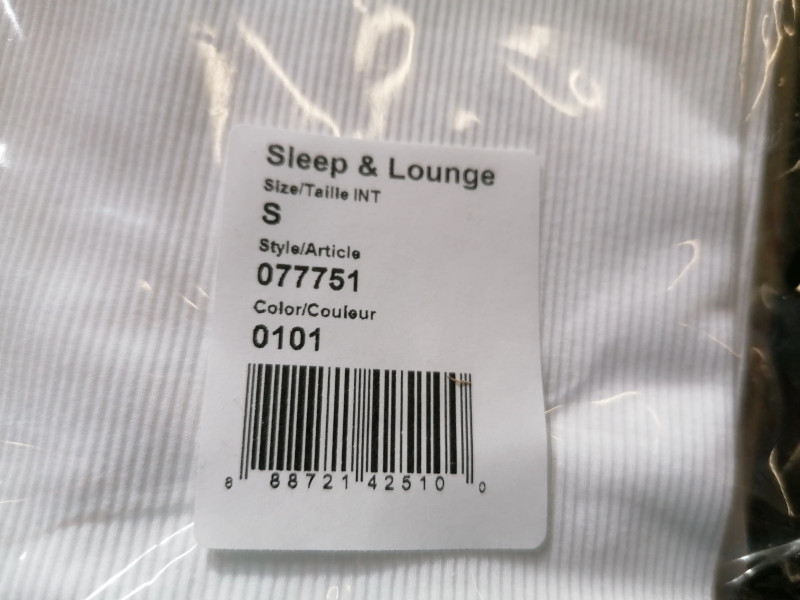 Sleep & Lounge
Size/Taille INT
S
Style/Article
077751
Color/Couleur
0101
8 88721 42510 0